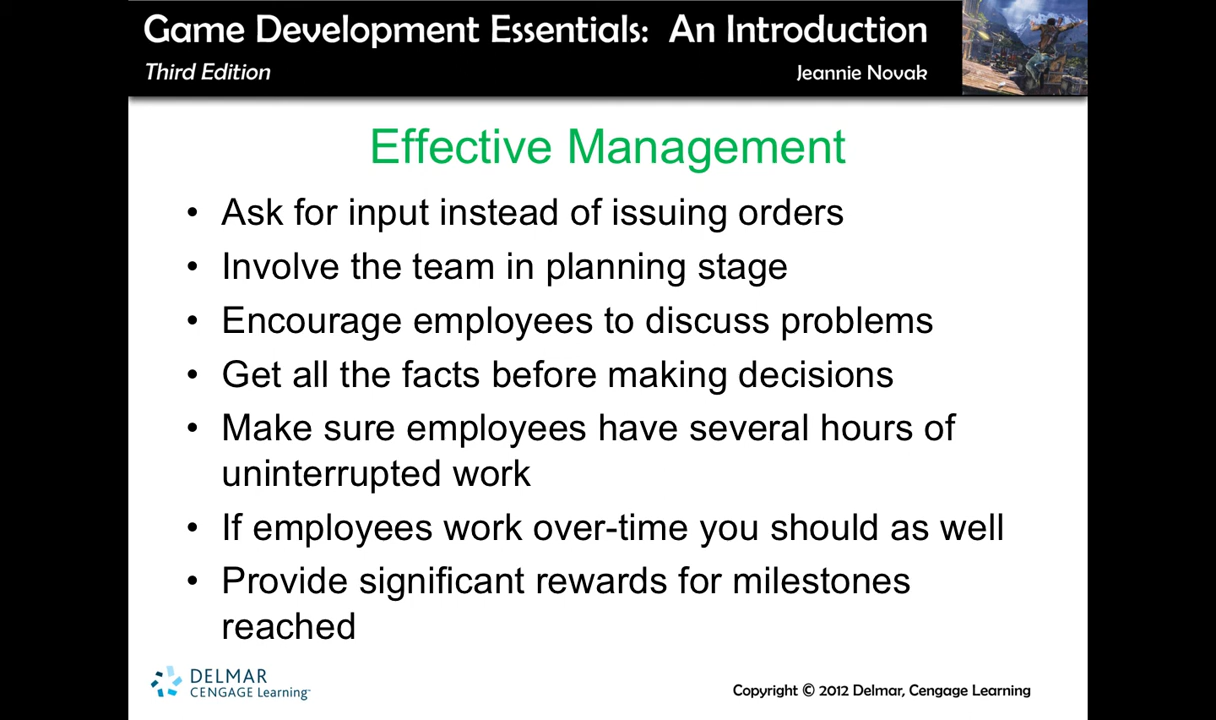 Game Development Essentials: An Introduction
Third Edition
Jeannie Novak
Effective Management
• Ask for input instead of issuing orders
• Involve the team in planning stage
• Encourage employees to discuss problems
• Get all the facts before making decisions
• Make sure employees have several hours of
uninterrupted work
• If employees work over-time you should as well
• Provide significant rewards for milestones
reached
DELMAR
CENGAGE Learning™
Copyright © 2012 Delmar, Cengage Learning